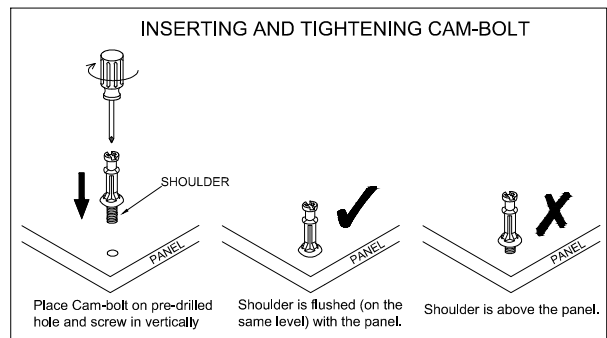 INSERTING AND TIGHTENING CAM-BOLT
SHOULDER
PANEL
Place Cam-bolt on pre-drilled
hole and screw in vertically
PANEL
Shoulder is flushed (on the
same level) with the panel.
PANEL
Shoulder is above the panel.